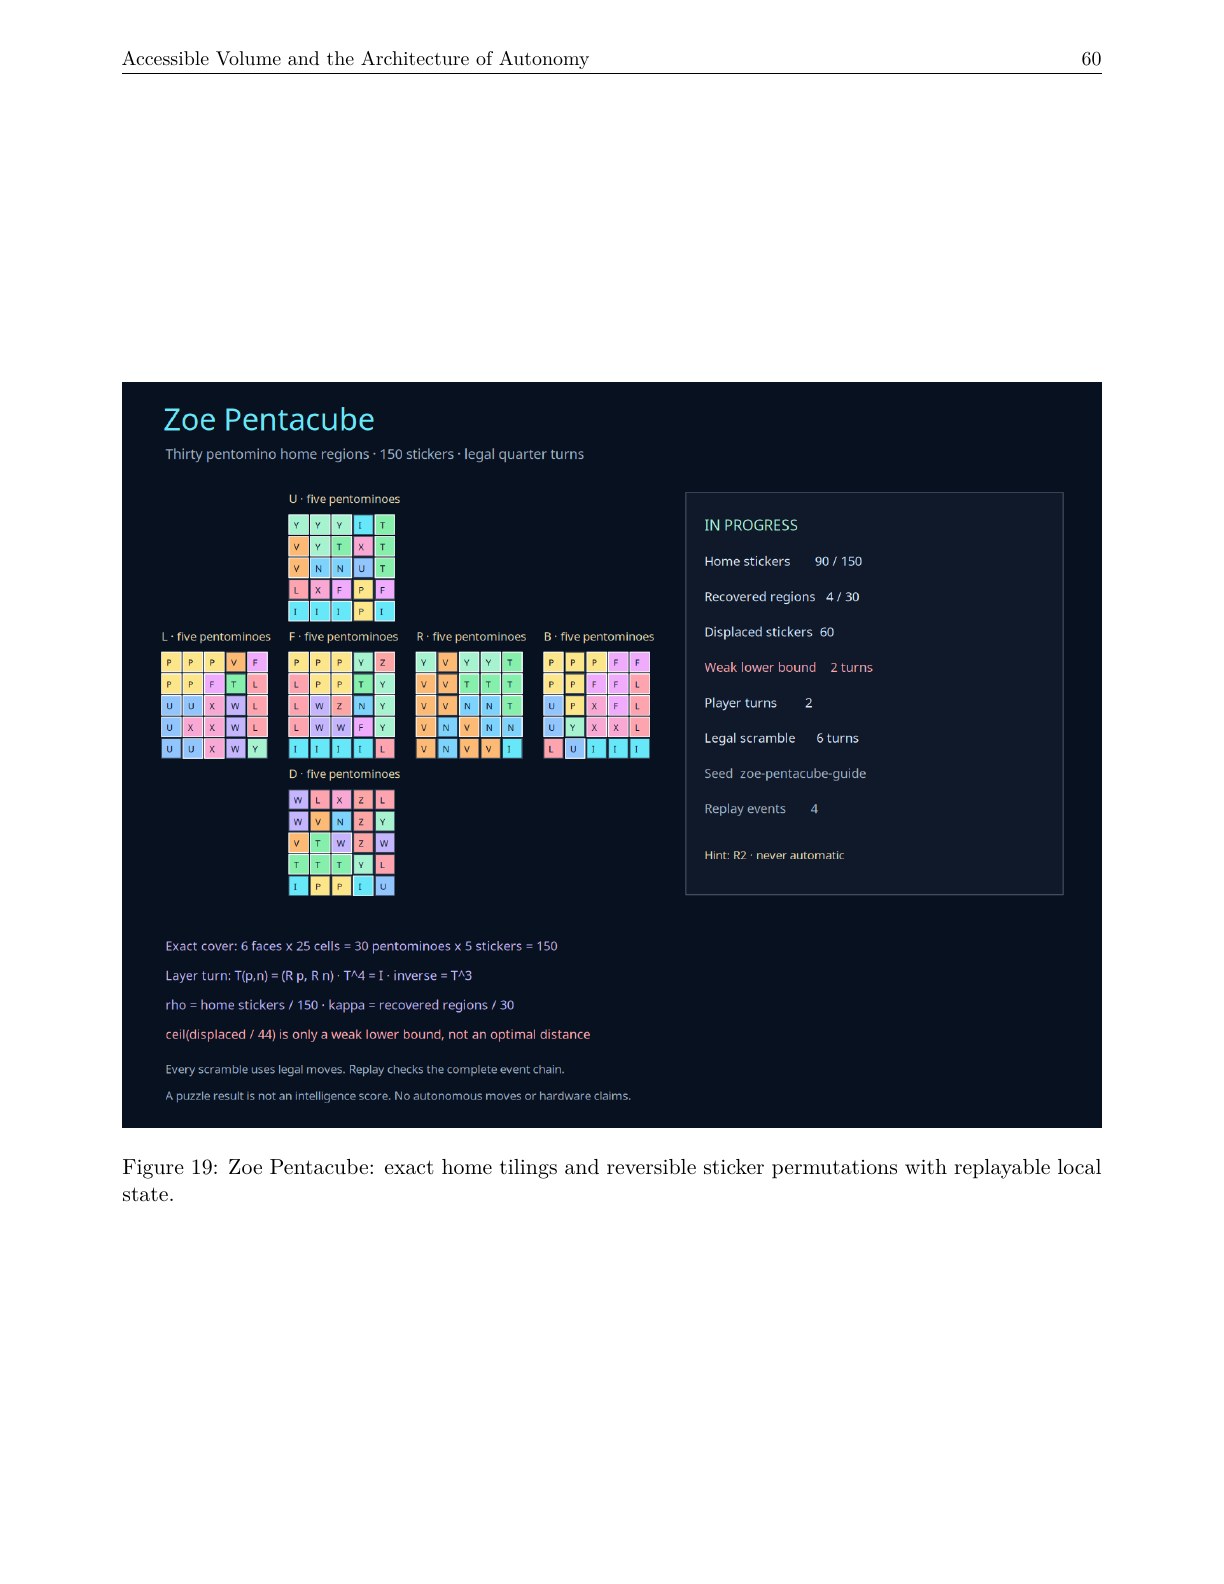 Accessible Volume and the Architecture of Autonomy 60
Zoe Pentacube
Thirty pentomino home regions · 150 stickers · legal quarter turns
U · five pentominoes
Y Y Y I T
V Y T X T
V N N U T
L X F P F
I I I P I
L · five pentominoes F · five pentominoes R · five pentominoes B · five pentominoes
P P P V F P P P Y Z Y V Y Y T P P P F F
P P F T L L P P T Y V V T T T P P F F L
U U X W L L W Z N Y V V N N T U P X F L
U X X W L L W W F Y V N V N N U Y X X L
U U X W Y I I I I L V N V V I L U I I I
D · five pentominoes
W L X Z L
W V N Z Y
V T W Z W
T T T Y L
I P P I U
IN PROGRESS
Home stickers 90 / 150
Recovered regions 4 / 30
Displaced stickers 60
Weak lower bound 2 turns
Player turns 2
Legal scramble 6 turns
Seed zoe-pentacube-guide
Replay events 4
Hint: R2 · never automatic
Exact cover: 6 faces x 25 cells = 30 pentominoes x 5 stickers = 150
Layer turn: T(p,n) = (R p, R n) · T^4 = I · inverse = T^3
rho = home stickers / 150 · kappa = recovered regions / 30
ceil(displaced / 44) is only a weak lower bound, not an optimal distance
Every scramble uses legal moves. Replay checks the complete event chain.
A puzzle result is not an intelligence score. No autonomous moves or hardware claims.
Figure 19: Zoe Pentacube: exact home tilings and reversible sticker permutations with replayable local
state.